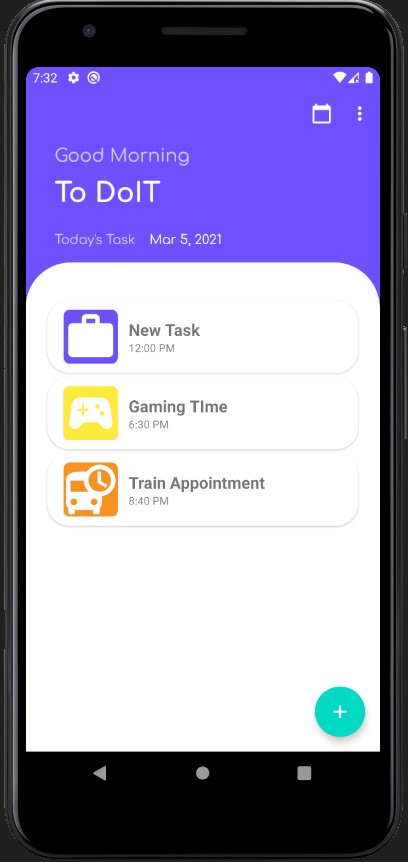 7:32
Good Morning
To DoIT
Today's Task Mar 5, 2021
New Task
12:00 PM
Gaming TIme
6:30 PM
Train Appointment
8:40 PM